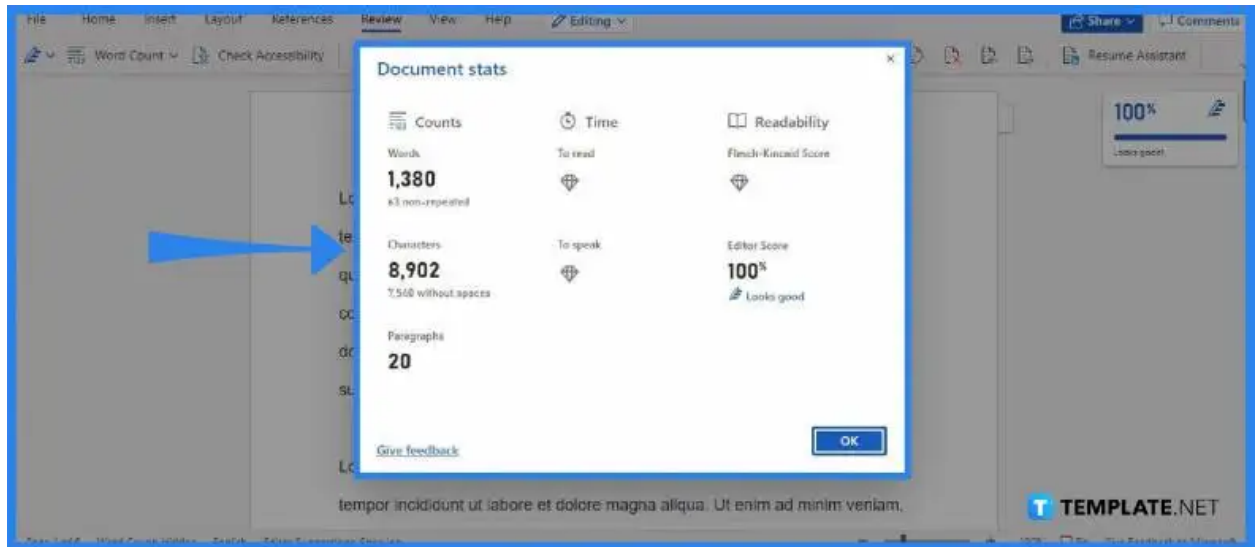 File Home Insert Layout References Review View Help Editing
Share Comments
Word Count Check Accessibility Resume Assistant
Document stats
100%
Looks good!
Counts Time Readability
Words To read Flesch-Kincaid Score
1,380
63 non-repeated
Characters To speak Editor Score
8,902 100%
7,560 without spaces Looks good
Paragraphs
20
Give feedback OK
tempor incididunt ut labore et dolore magna aliqua. Ut enim ad minim veniam,
TEMPLATE.NET